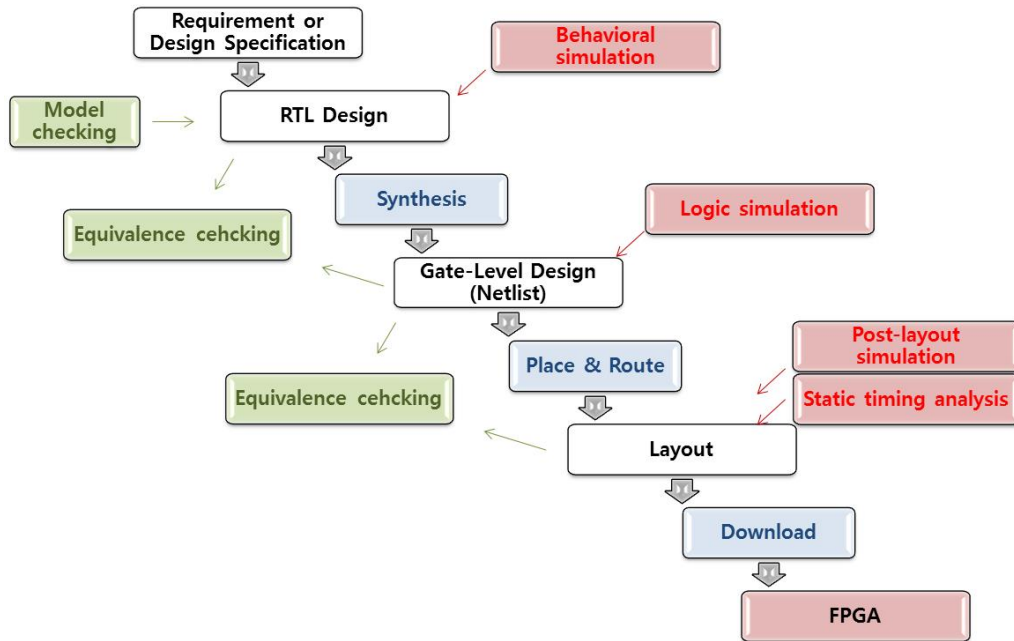 Requirement or
Design Specification
Behavioral
simulation
Model
checking
RTL Design
Synthesis
Logic simulation
Equivalence cehcking
Gate-Level Design
(Netlist)
Post-layout
simulation
Place & Route
Static timing analysis
Equivalence cehcking
Layout
Download
FPGA